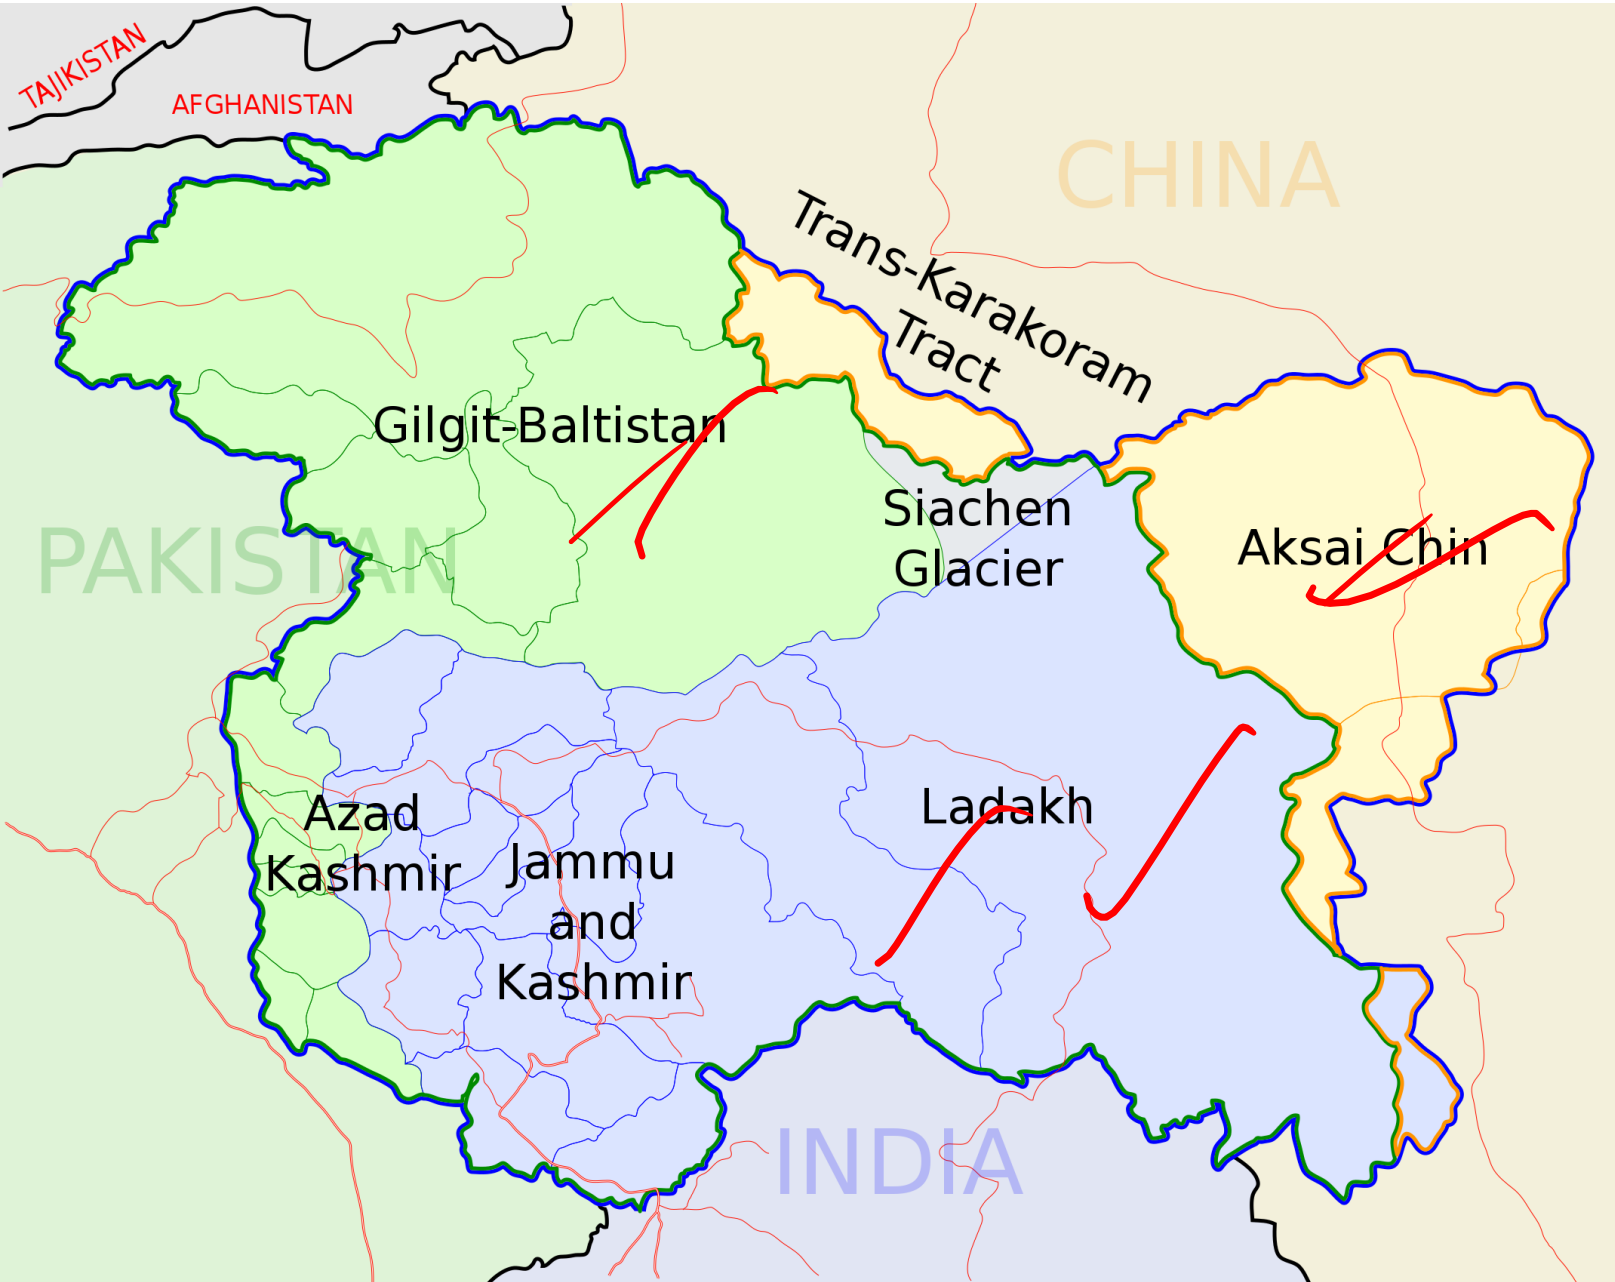 TAJIKISTAN
AFGHANISTAN
CHINA
Trans-Karakoram
Tract
Gilgit-Baltistan
Siachen
Glacier
Aksai Chin
PAKISTAN
Azad
Kashmir
Jammu
and
Kashmir
Ladakh
INDIA